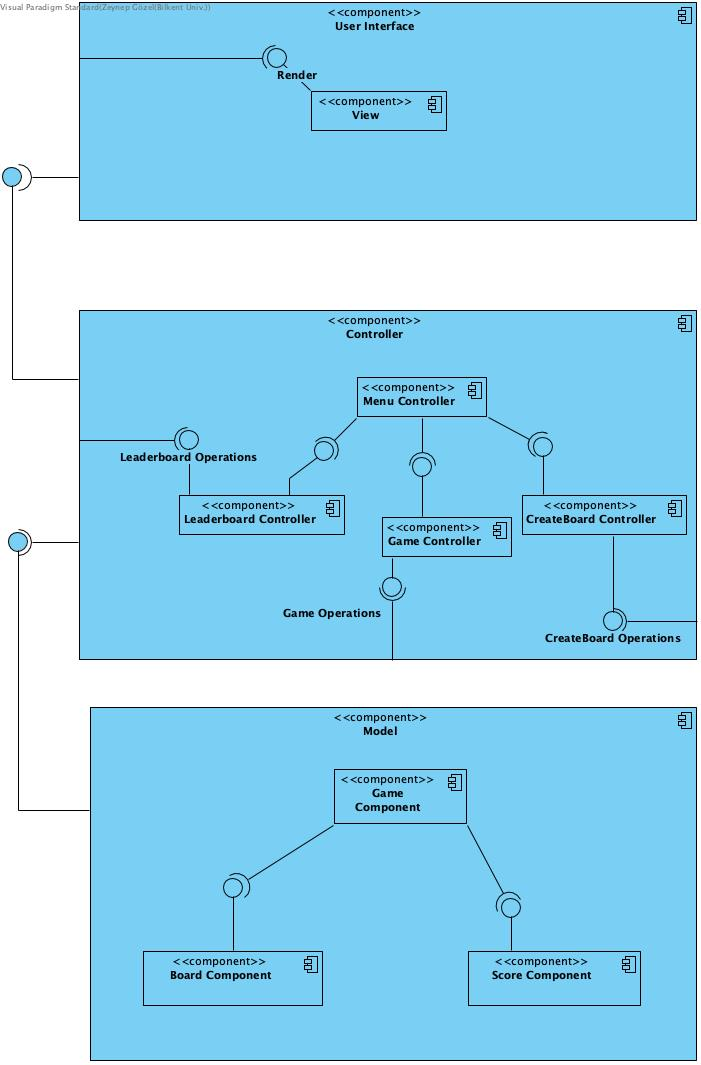 Visual Paradigm Standard(Zeynep Gözel(Bilkent Univ.))
<<component>>
User Interface
Render
<<component>>
View
<<component>>
Controller
<<component>>
Menu Controller
Leaderboard Operations
<<component>>
Leaderboard Controller
<<component>>
Game Controller
<<component>>
CreateBoard Controller
Game Operations
CreateBoard Operations
<<component>>
Model
<<component>>
Game
Component
<<component>>
Board Component
<<component>>
Score Component